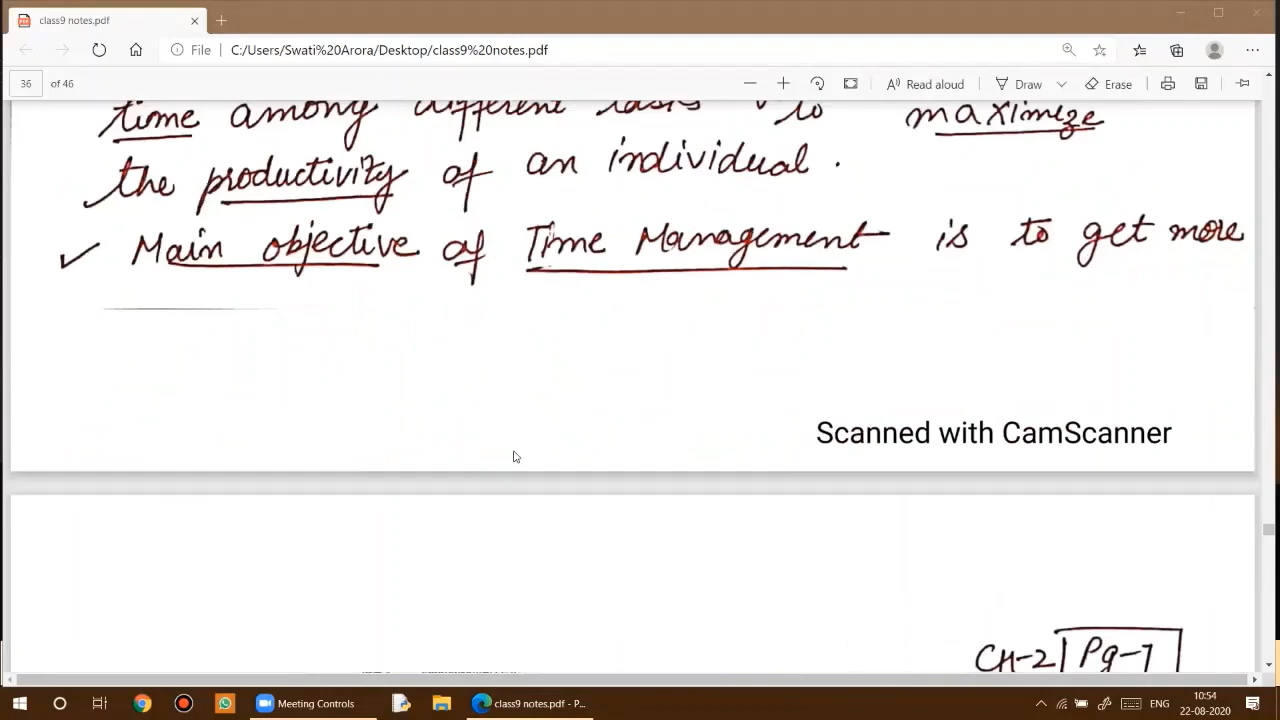 class9 notes.pdf
File C:/Users/Swati%20Arora/Desktop/class9%20notes.pdf
36 of 46 Read aloud Draw Erase
time among different tasks to maximize
the productivity of an individual.
✓ Main objective of Time Management is to get more
Scanned with CamScanner
CH-2 Pg-7
Meeting Controls class9 notes.pdf - P... ENG 10:54
22-08-2020